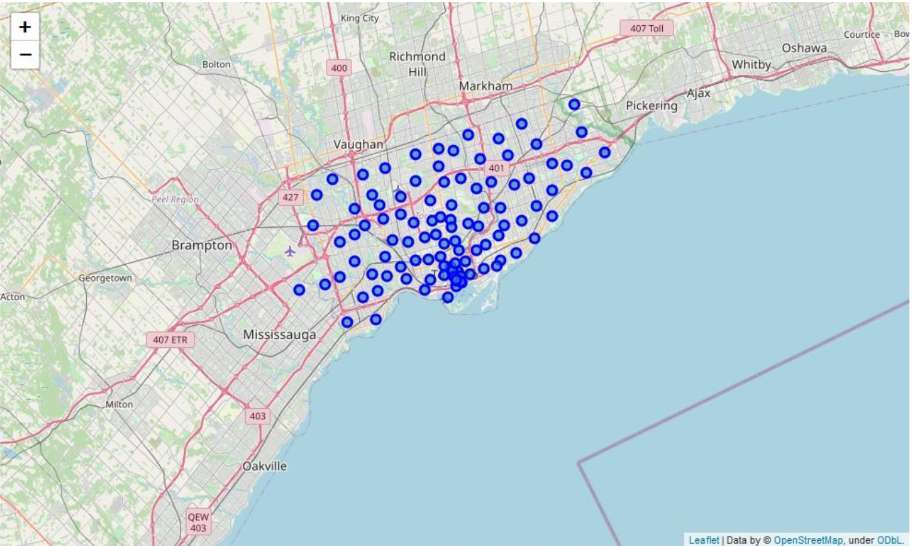 +
−
King City
407 Toll
Courtice
Oshawa
Whitby
Richmond
Hill
400
Bolton
Markham
Ajax
Pickering
Vaughan
401
427
Peel Region
Brampton
Georgetown
Acton
Mississauga
407 ETR
Milton
403
Oakville
QEW
403
Leaflet | Data by © OpenStreetMap, under ODbL.